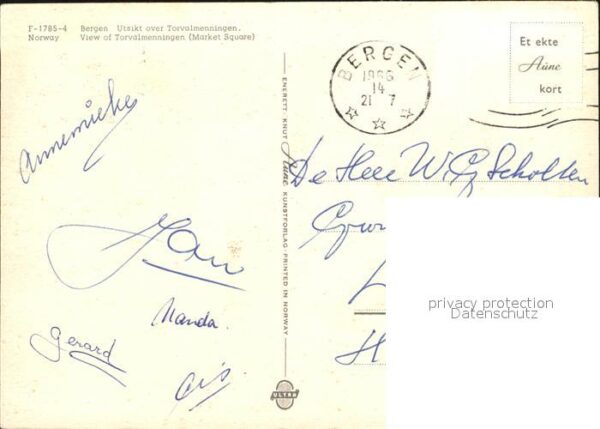 F-1785-4 Bergen Utsikt over Torvalmenningen.
Norway View of Torvalmenningen (Market Square)
Annemieke
Jan
Nanda.
Gerard
Cis.
ENERETT: KNUT Aune KUNSTFORLAG - PRINTED IN NORWAY
ULTRA
BERGEN
1966
14
21 7
Et ekte
Aune
kort
De Heer W. Scholten
privacy protection
Datenschutz